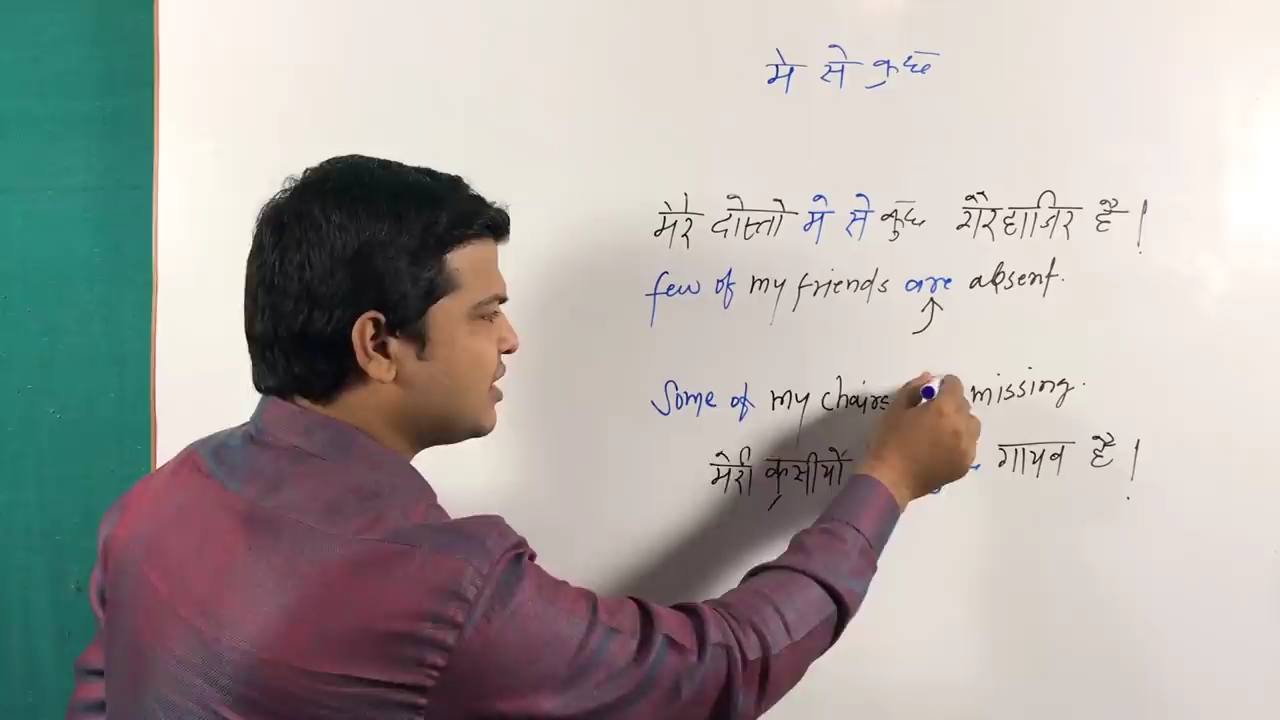 मे से कुछ
मेरे दोस्तो मे से कुछ गैरहाजिर है !
few of my friends are absent.
Some of my chairs missing.
मेरी कुर्सीयों गायब है !